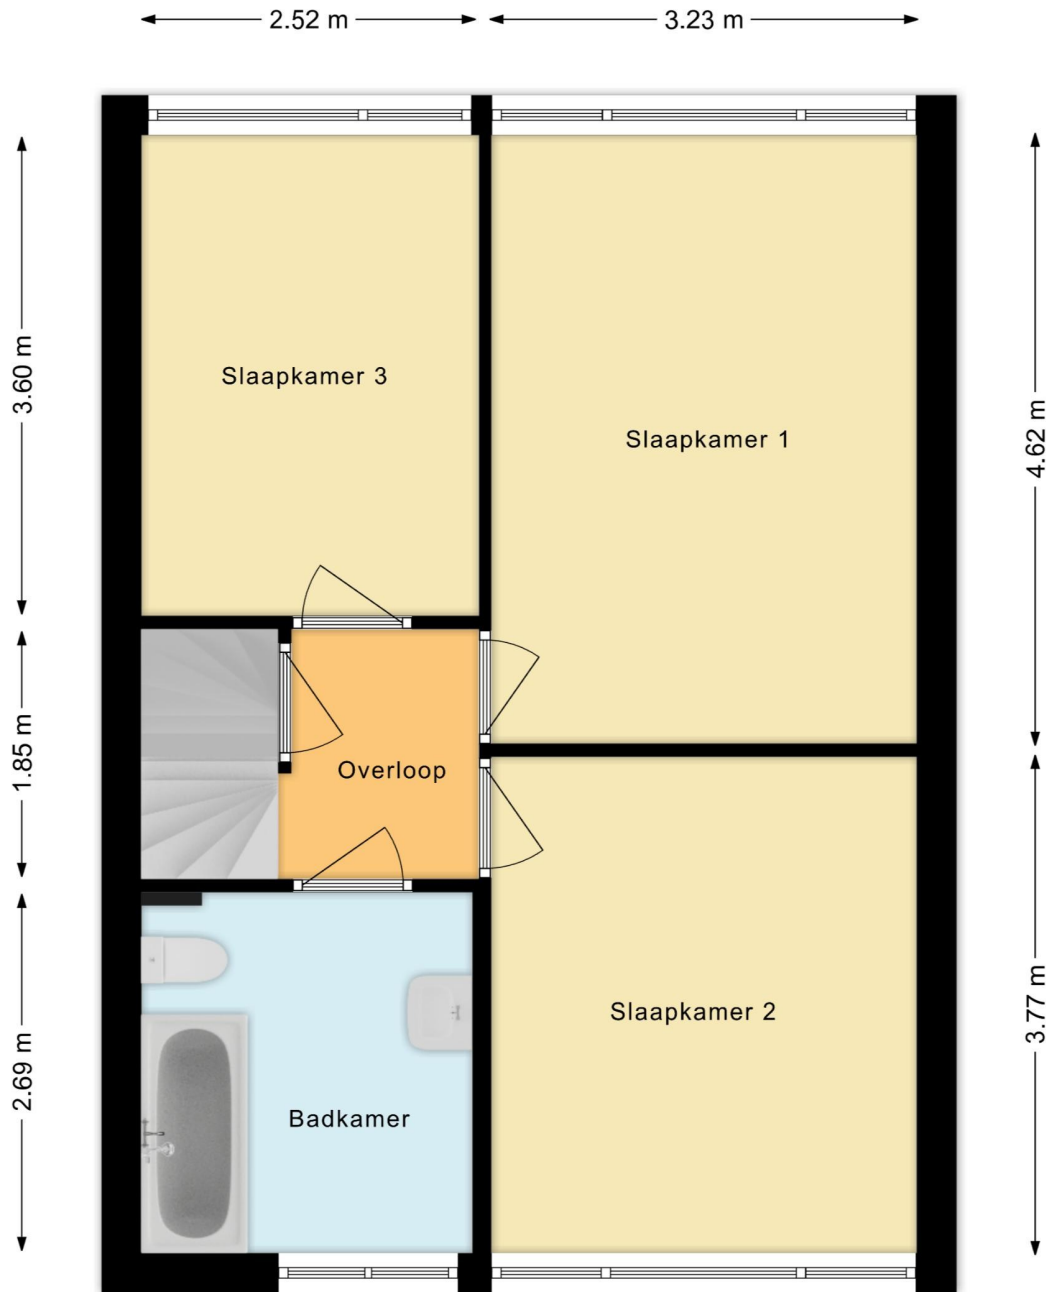 2.52 m
3.23 m
3.60 m
Slaapkamer 3
Slaapkamer 1
4.62 m
1.85 m
Overloop
2.69 m
Slaapkamer 2
3.77 m
Badkamer